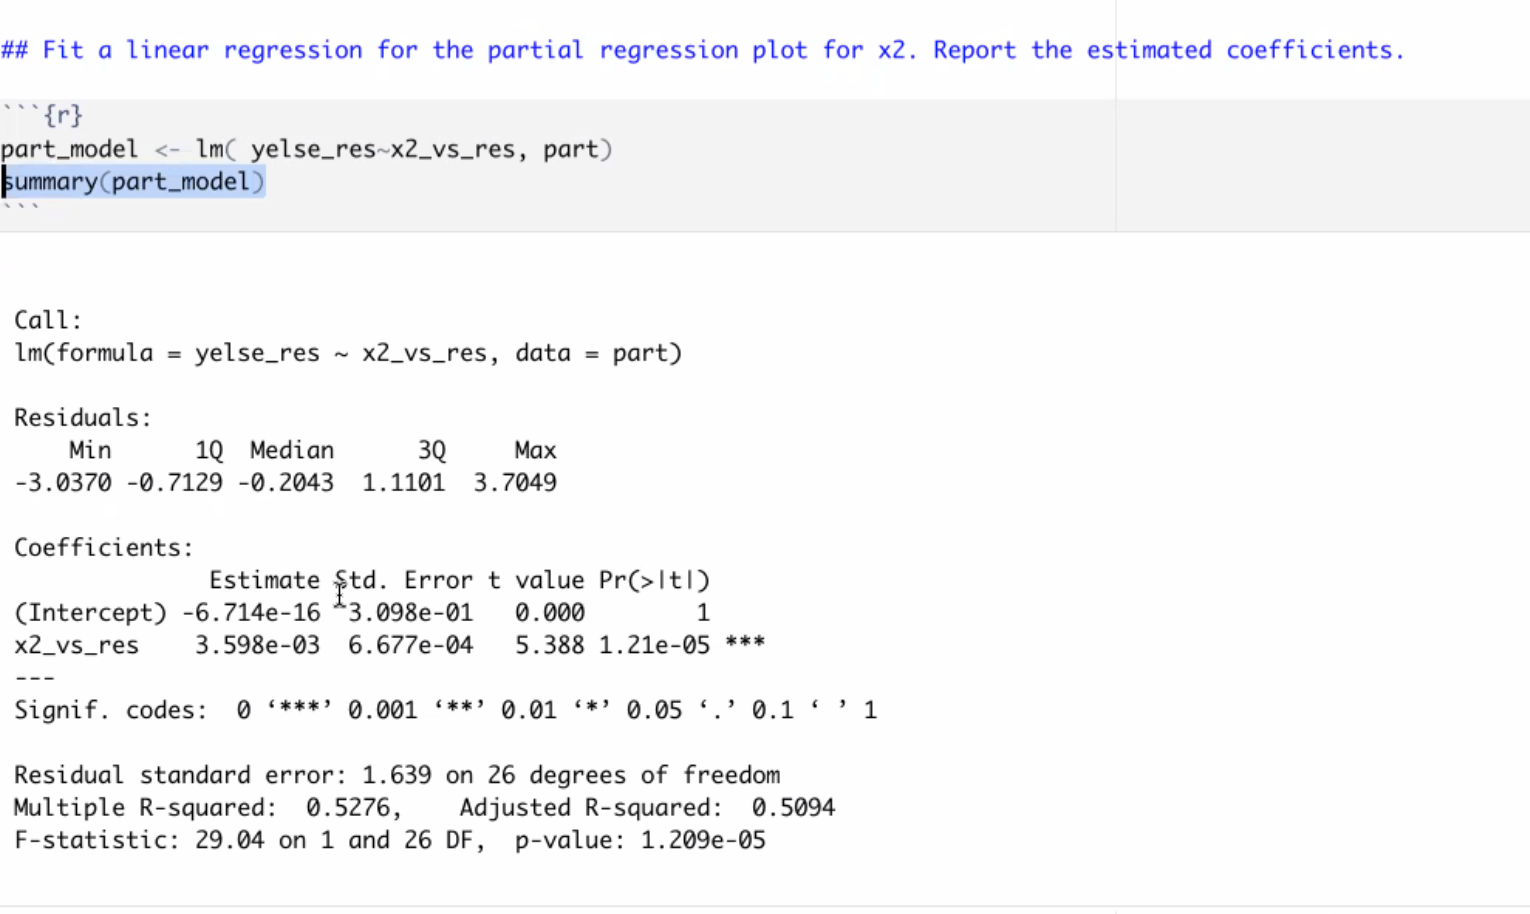 ## Fit a linear regression for the partial regression plot for x2. Report the estimated coefficients.
```{r}
part_model <- lm( yelse_res~x2_vs_res, part)
summary(part_model)
```
Call:
lm(formula = yelse_res ~ x2_vs_res, data = part)
Residuals:
    Min      1Q  Median      3Q     Max
-3.0370 -0.7129 -0.2043  1.1101  3.7049
Coefficients:
              Estimate Std. Error t value Pr(>|t|)
(Intercept) -6.714e-16  3.098e-01   0.000        1
x2_vs_res    3.598e-03  6.677e-04   5.388 1.21e-05 ***
---
Signif. codes:  0 ‘***’ 0.001 ‘**’ 0.01 ‘*’ 0.05 ‘.’ 0.1 ‘ ’ 1
Residual standard error: 1.639 on 26 degrees of freedom
Multiple R-squared:  0.5276,    Adjusted R-squared:  0.5094
F-statistic: 29.04 on 1 and 26 DF,  p-value: 1.209e-05